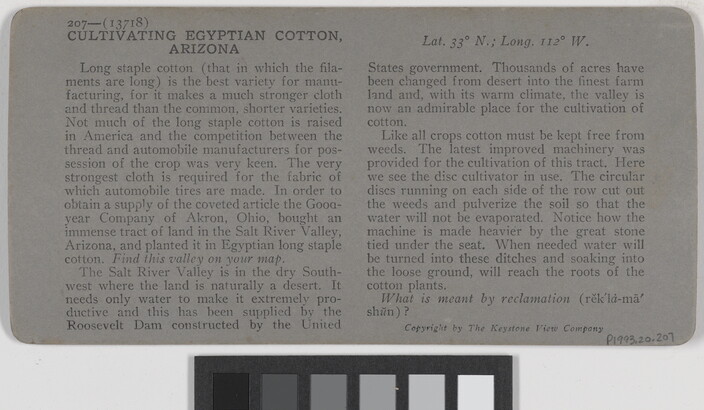 207—(13718)
CULTIVATING EGYPTIAN COTTON,
ARIZONA
Long staple cotton (that in which the fila-
ments are long) is the best variety for manu-
facturing, for it makes a much stronger cloth
and thread than the common, shorter varieties.
Not much of the long staple cotton is raised
in America and the competition between the
thread and automobile manufacturers for pos-
session of the crop was very keen. The very
strongest cloth is required for the fabric of
which automobile tires are made. In order to
obtain a supply of the coveted article the Good-
year Company of Akron, Ohio, bought an
immense tract of land in the Salt River Valley,
Arizona, and planted it in Egyptian long staple
cotton. Find this valley on your map.
The Salt River Valley is in the dry South-
west where the land is naturally a desert. It
needs only water to make it extremely pro-
ductive and this has been supplied by the
Roosevelt Dam constructed by the United
Lat. 33° N.; Long. 112° W.
States government. Thousands of acres have
been changed from desert into the finest farm
land and, with its warm climate, the valley is
now an admirable place for the cultivation of
cotton.
Like all crops cotton must be kept free from
weeds. The latest improved machinery was
provided for the cultivation of this tract. Here
we see the disc cultivator in use. The circular
discs running on each side of the row cut out
the weeds and pulverize the soil so that the
water will not be evaporated. Notice how the
machine is made heavier by the great stone
tied under the seat. When needed water will
be turned into these ditches and soaking into
the loose ground, will reach the roots of the
cotton plants.
What is meant by reclamation (rĕk'lȧ-mā'
shŭn)?
Copyright by The Keystone View Company
P1993.20.207